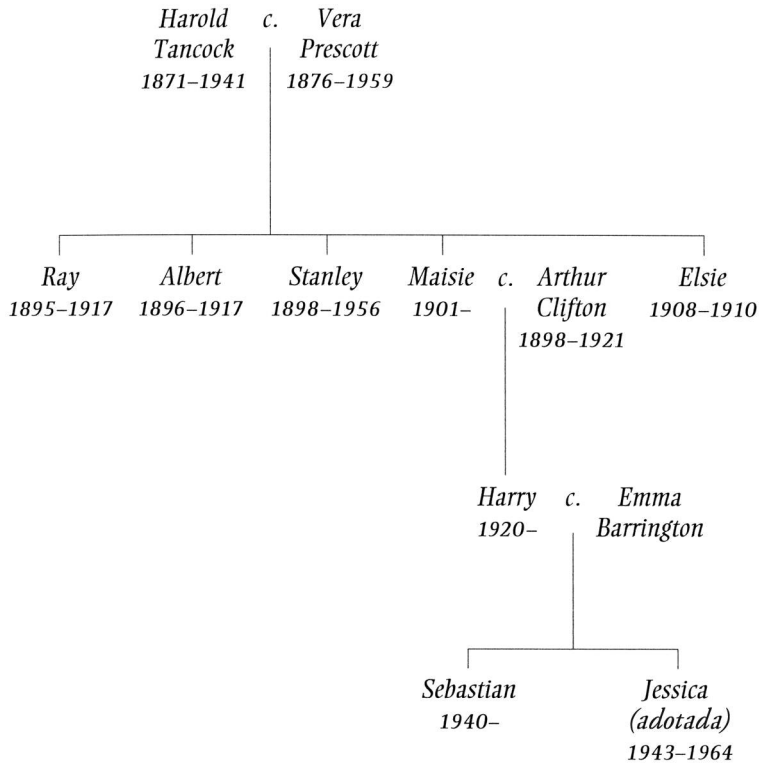 Harold c. Vera
Tancock Prescott
1871–1941 1876–1959
Ray Albert Stanley Maisie c. Arthur Elsie
1895–1917 1896–1917 1898–1956 1901– Clifton 1908–1910
1898–1921
Harry c. Emma
1920– Barrington
Sebastian Jessica
1940– (adotada)
1943–1964